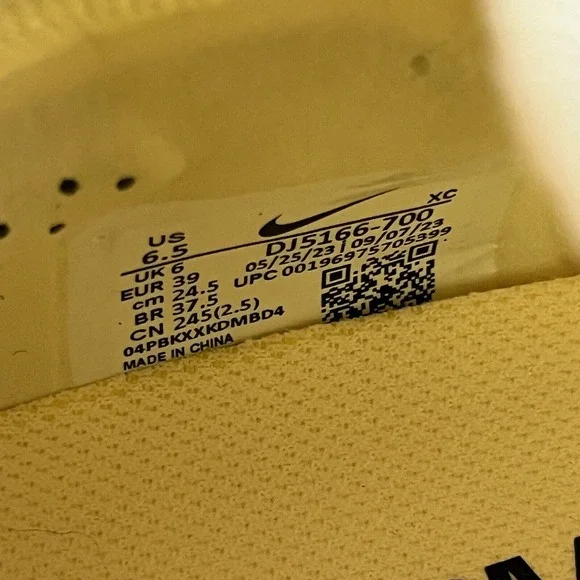 US
6.5
UK 6
EUR 39
cm 24.5
BR 37.5
CN 245(2.5)
04PBKXXKDMBD4
MADE IN CHINA
XC
DJ5166-700
05/25/23 | 09/07/23
UPC 00196975705399